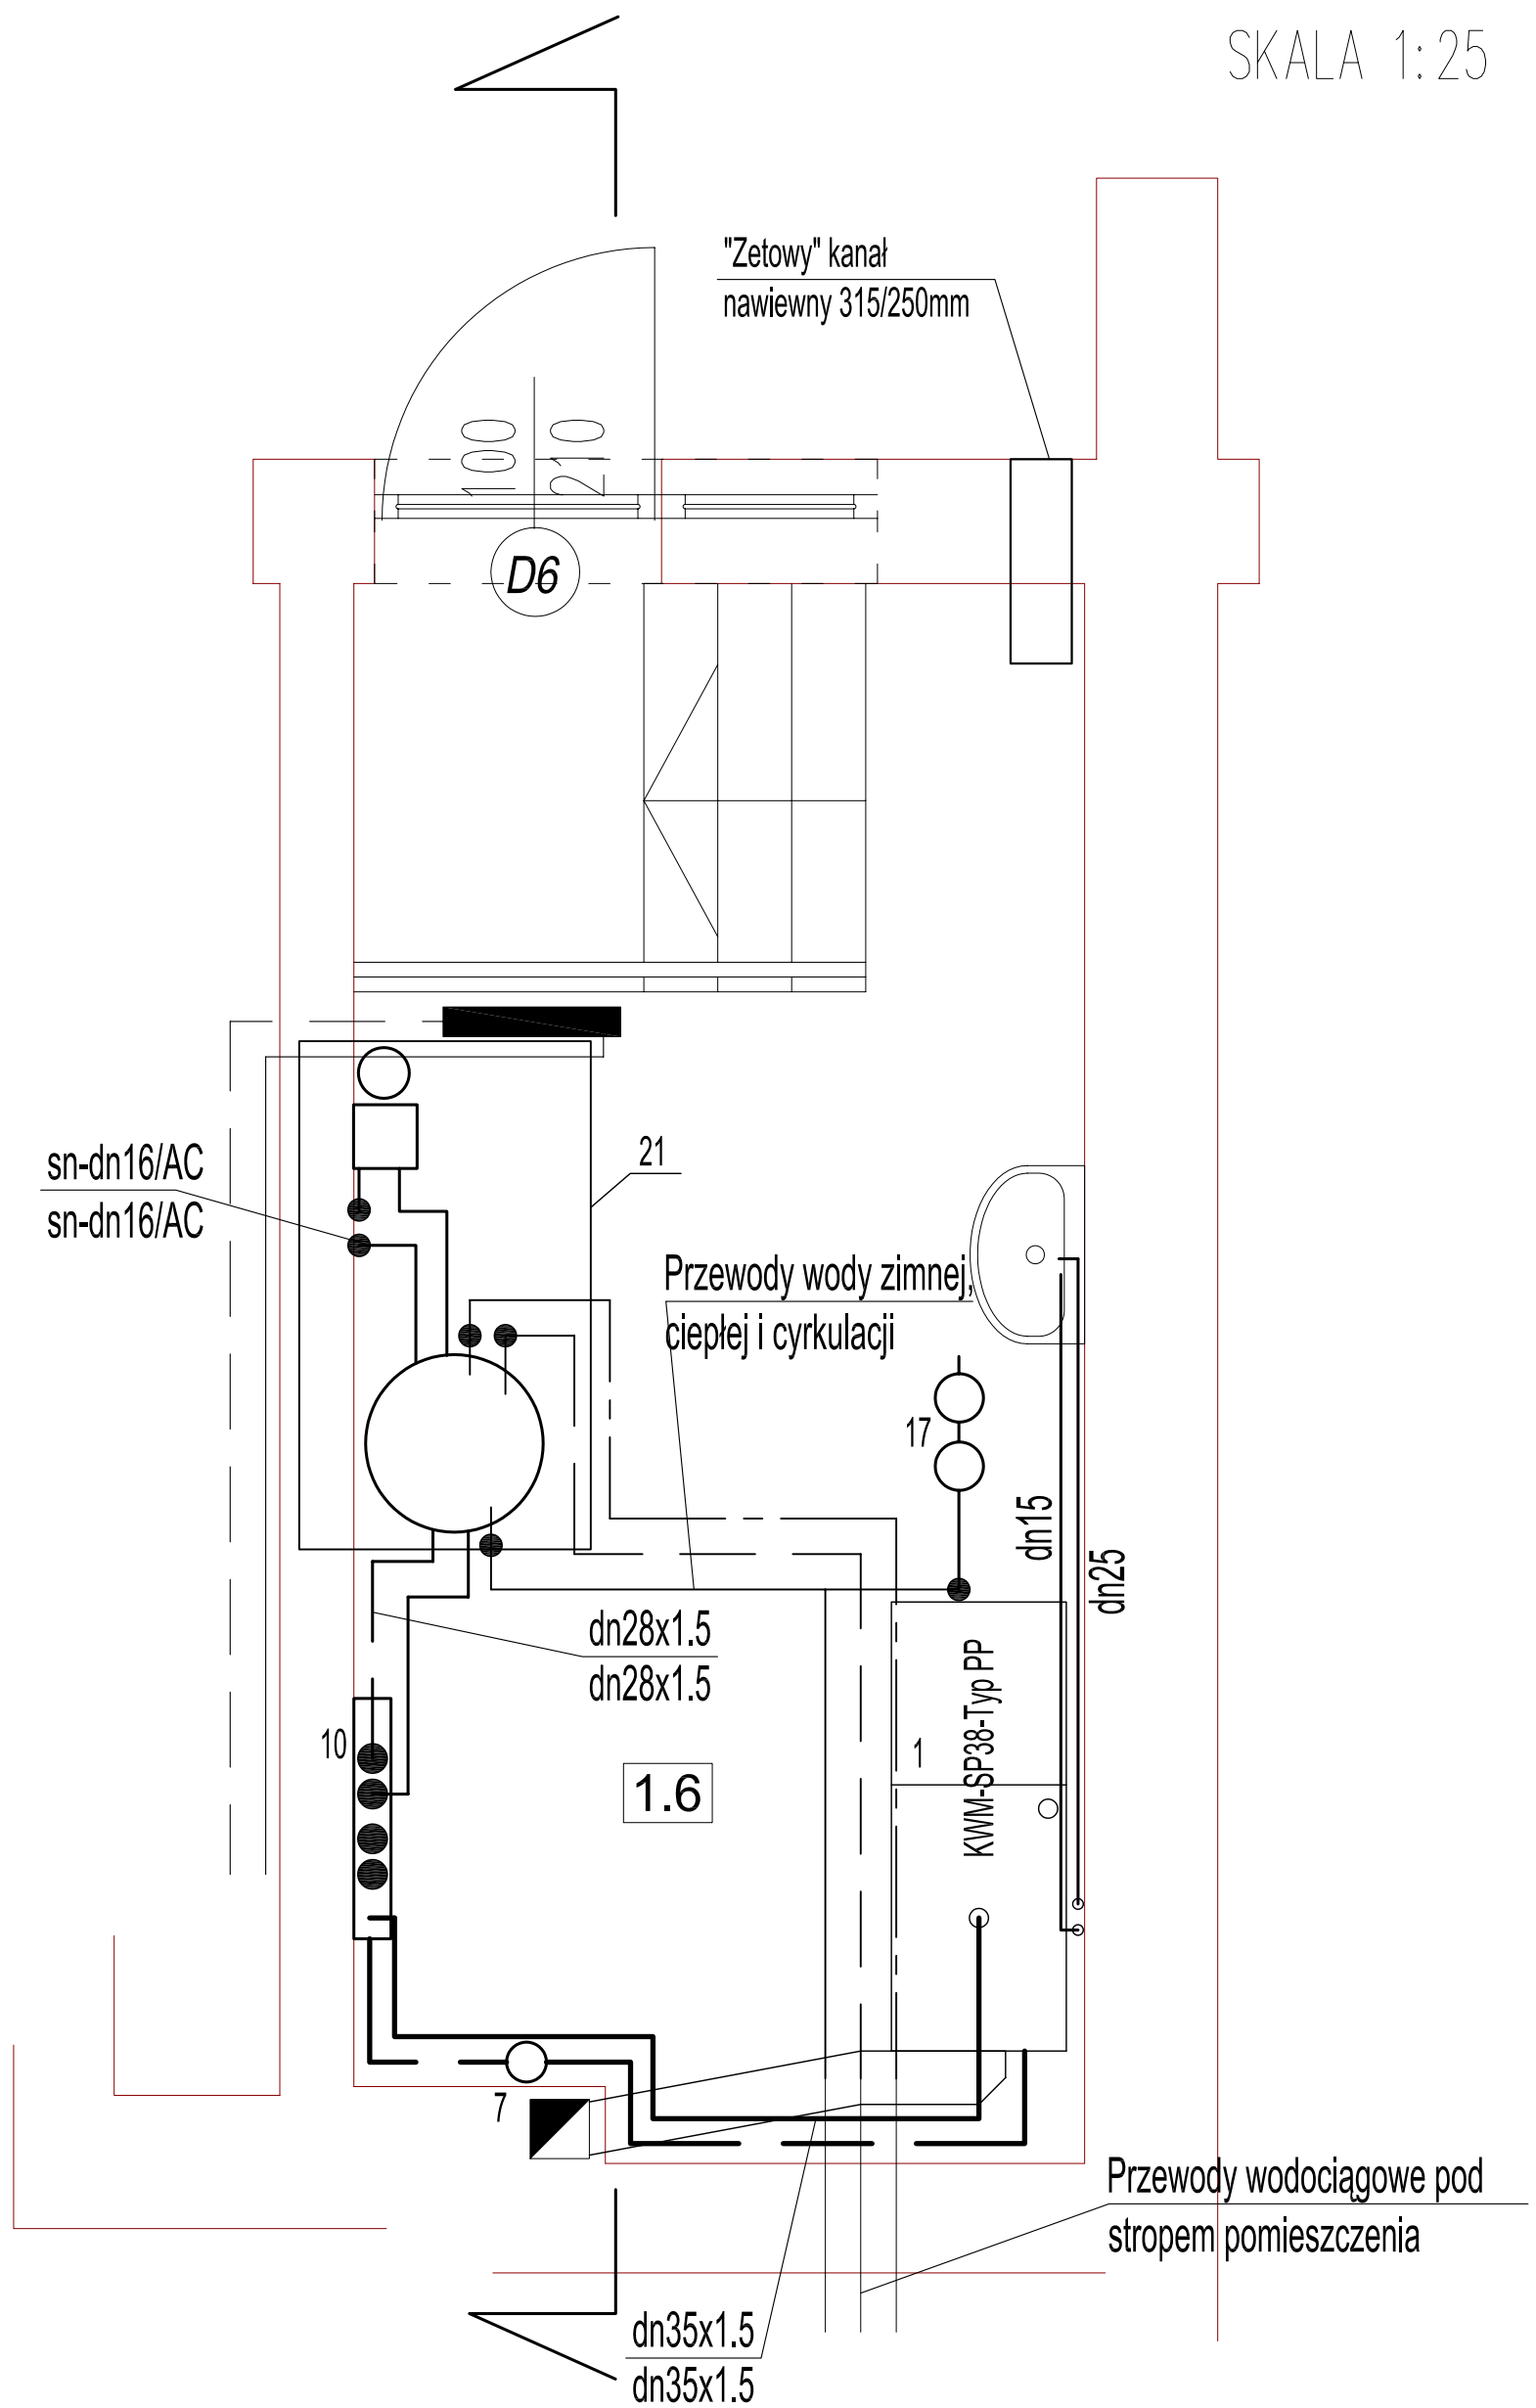 SKALA 1:25
"Zetowy" kanał
nawiewny 315/250mm
100
210
D6
sn-dn16/AC
sn-dn16/AC
21
Przewody wody zimnej,
ciepłej i cyrkulacji
17
dn15
dn25
dn28x1.5
dn28x1.5
10
1.6
1
KWM-SP38-Typ PP
7
Przewody wodociągowe pod
stropem pomieszczenia
dn35x1.5
dn35x1.5